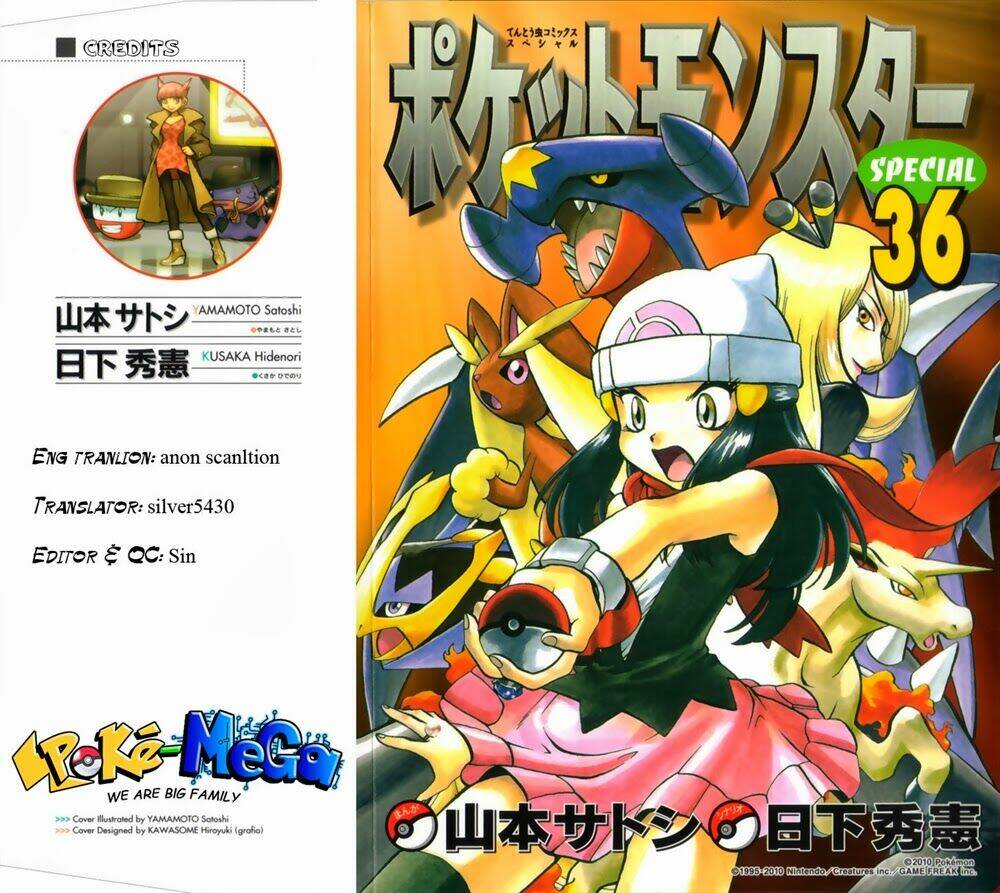 CREDITS
山本 サトシ YAMAMOTO Satoshi
●やまもと さとし
日下 秀憲 KUSAKA Hidenori
●くさか ひでのり
ENG TRANLION: anon scanltion
TRANSLATOR: silver5430
EDITOR & QC: Sin
POKé-MeGa
WE ARE BIG FAMILY
>>> Cover Illustrated by YAMAMOTO Satoshi
>>> Cover Designed by KAWASOME Hiroyuki (grafio)
てんとう虫コミックス
スペシャル
ポケットモンスター
SPECIAL
36
まんが 山本サトシ シナリオ 日下秀憲
©2010 Pokémon
©1995-2010 Nintendo/Creatures inc./GAME FREAK inc.